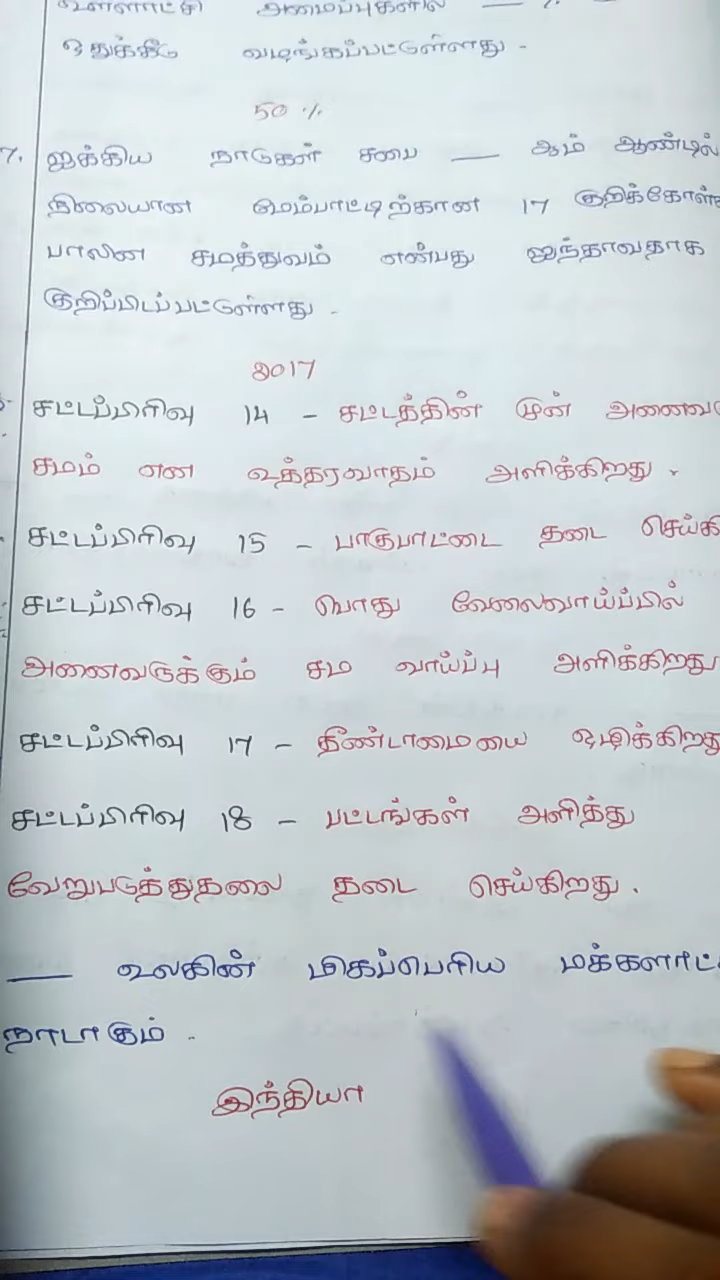 உள்ளாட்சி அமைப்புகளில் — %
ஒதுக்கீடு வழங்கப்பட்டுள்ளது.
50 %
7. ஐக்கிய நாடுகள் சபை — ஆம் ஆண்டில்
நிலையான மேம்பாட்டிற்கான 17 குறிக்கோள்
பாலின சமத்துவம் என்பது ஐந்தாவதாக
குறிப்பிடப்பட்டுள்ளது.
2017
சட்டப்பிரிவு 14 - சட்டத்தின் முன் அனைவ
சமம் என உத்தரவாதம் அளிக்கிறது.
சட்டப்பிரிவு 15 - பாகுபாட்டை தடை செய்கி
சட்டப்பிரிவு 16 - பொது வேலைவாய்ப்பில்
அனைவருக்கும் சம வாய்ப்பு அளிக்கிறது
சட்டப்பிரிவு 17 - தீண்டாமையை ஒழிக்கிறது
சட்டப்பிரிவு 18 - பட்டங்கள் அளித்து
வேறுபடுத்துதலை தடை செய்கிறது.
— உலகின் மிகப்பெரிய மக்களாட்
நாடாகும்.
இந்தியா